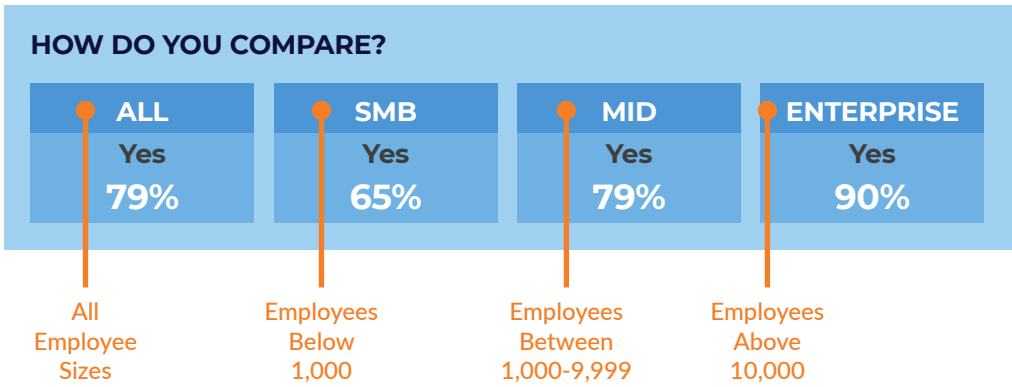 HOW DO YOU COMPARE?
ALL
Yes
79%
SMB
Yes
65%
MID
Yes
79%
ENTERPRISE
Yes
90%
All
Employee
Sizes
Employees
Below
1,000
Employees
Between
1,000-9,999
Employees
Above
10,000